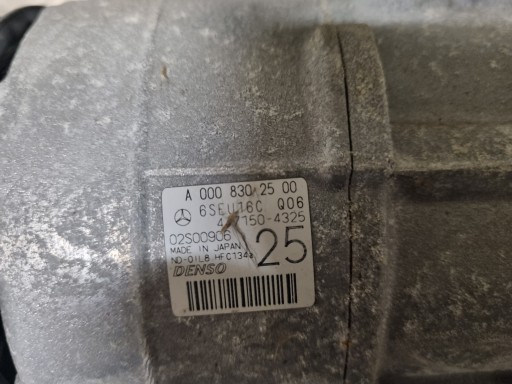 A 000 830 25 00
6SEU16C Q06
447150-4325
02S00906
MADE IN JAPAN
ND-OIL8 HFC134a
25
DENSO